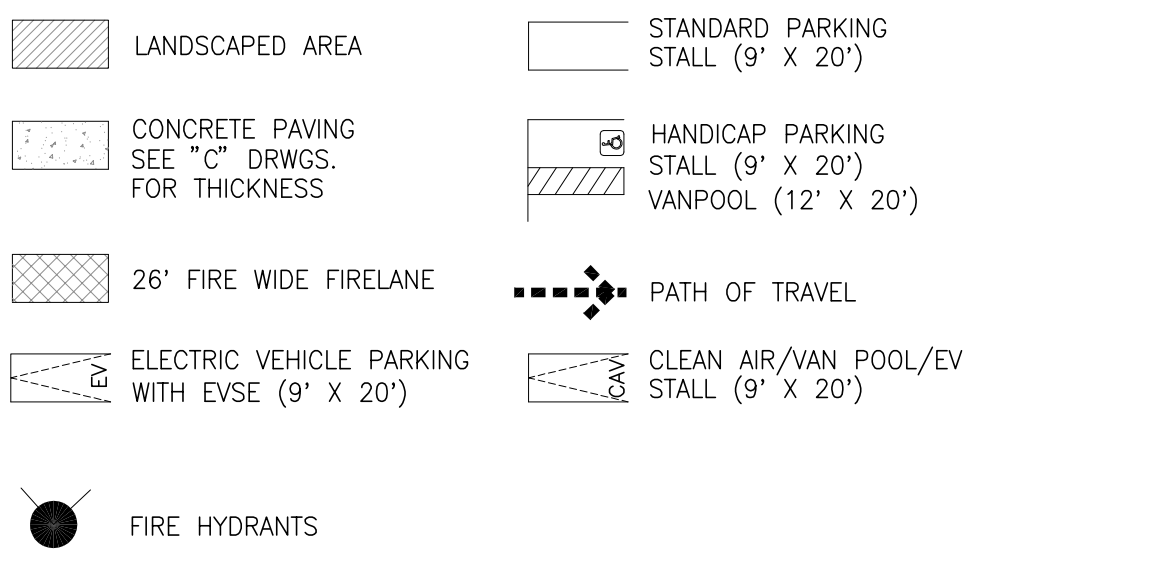 LANDSCAPED AREA
CONCRETE PAVING
SEE "C" DRWGS.
FOR THICKNESS
26' FIRE WIDE FIRELANE
EV
ELECTRIC VEHICLE PARKING
WITH EVSE (9' X 20')
FIRE HYDRANTS
STANDARD PARKING
STALL (9' X 20')
HANDICAP PARKING
STALL (9' X 20')
VANPOOL (12' X 20')
PATH OF TRAVEL
CAV
CLEAN AIR/VAN POOL/EV
STALL (9' X 20')